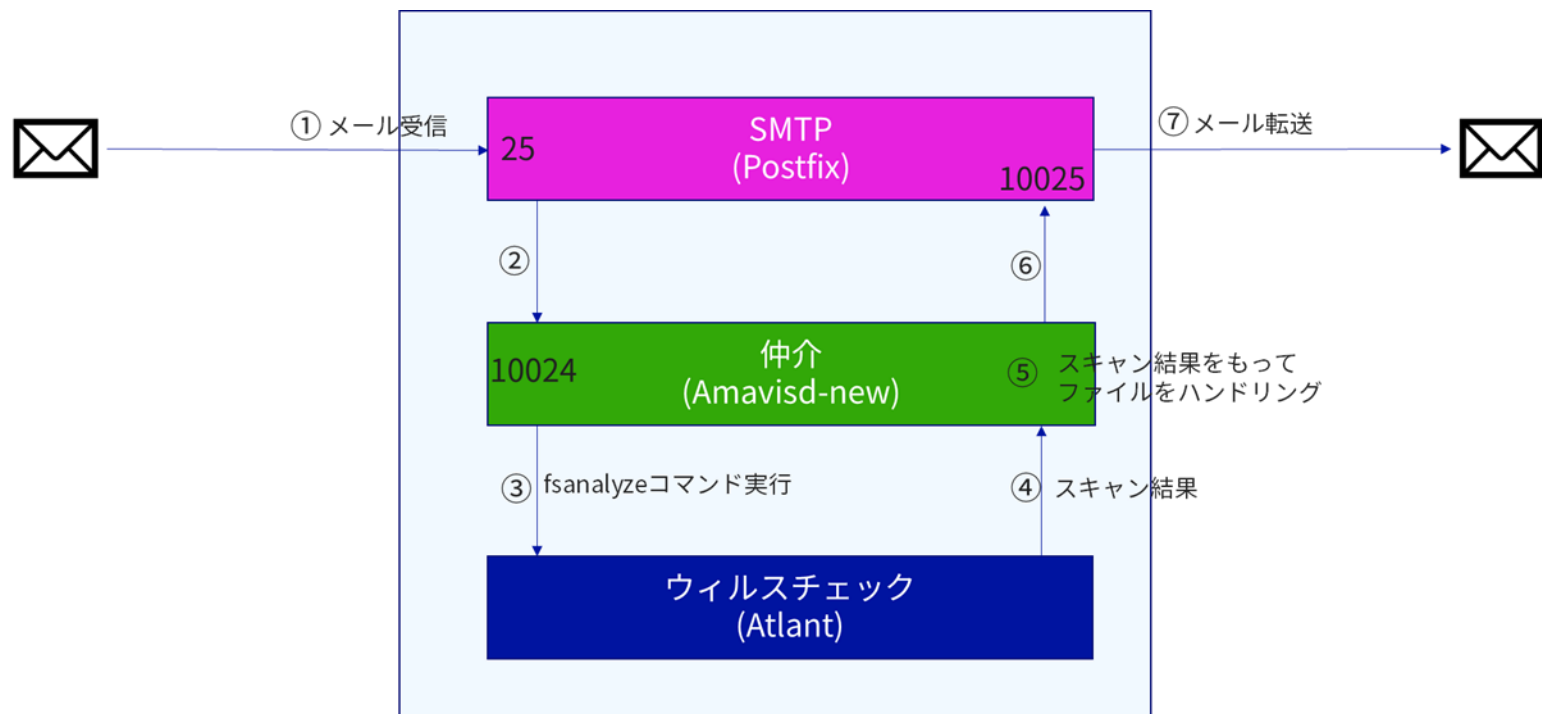 ① メール受信
25
SMTP
(Postfix)
10025
⑦ メール転送
②
⑥
10024
仲介
(Amavisd-new)
⑤ スキャン結果をもって
ファイルをハンドリング
③ fsanalyzeコマンド実行
④ スキャン結果
ウィルスチェック
(Atlant)